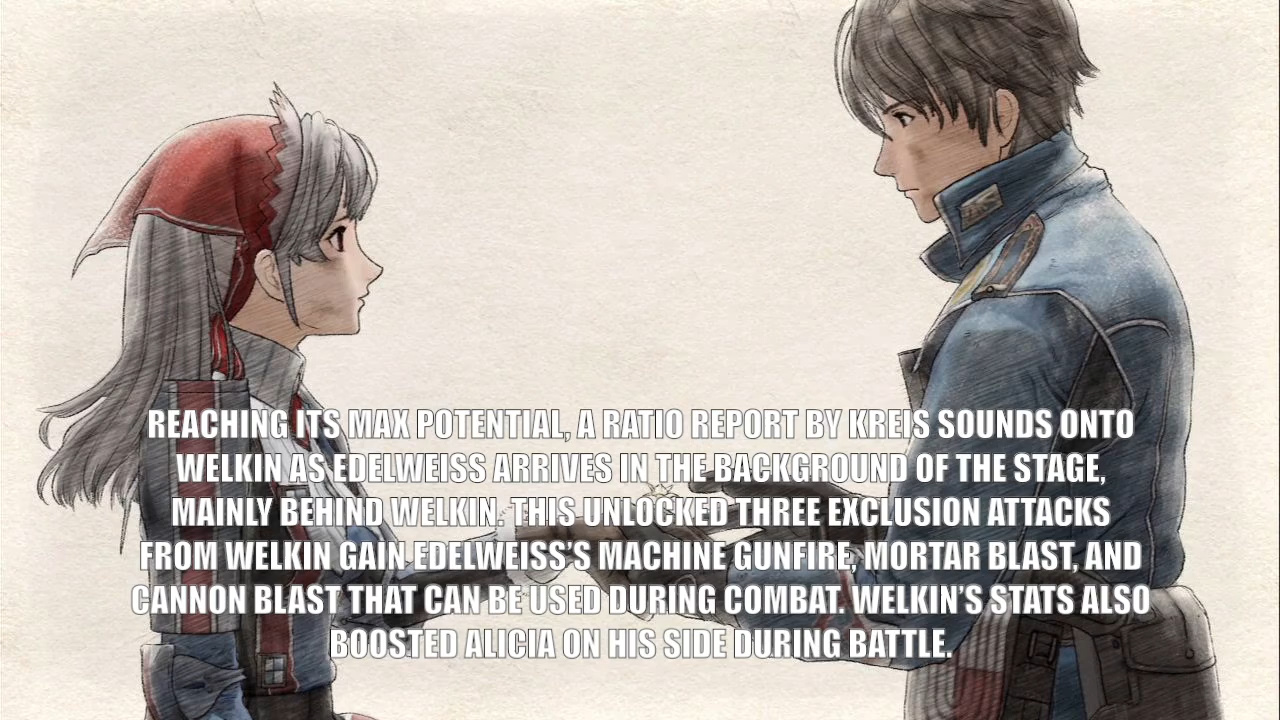 REACHING ITS MAX POTENTIAL, A RATIO REPORT BY KREIS SOUNDS ONTO
WELKIN AS EDELWEISS ARRIVES IN THE BACKGROUND OF THE STAGE,
MAINLY BEHIND WELKIN. THIS UNLOCKED THREE EXCLUSION ATTACKS
FROM WELKIN GAIN EDELWEISS'S MACHINE GUNFIRE, MORTAR BLAST, AND
CANNON BLAST THAT CAN BE USED DURING COMBAT. WELKIN'S STATS ALSO
BOOSTED ALICIA ON HIS SIDE DURING BATTLE.